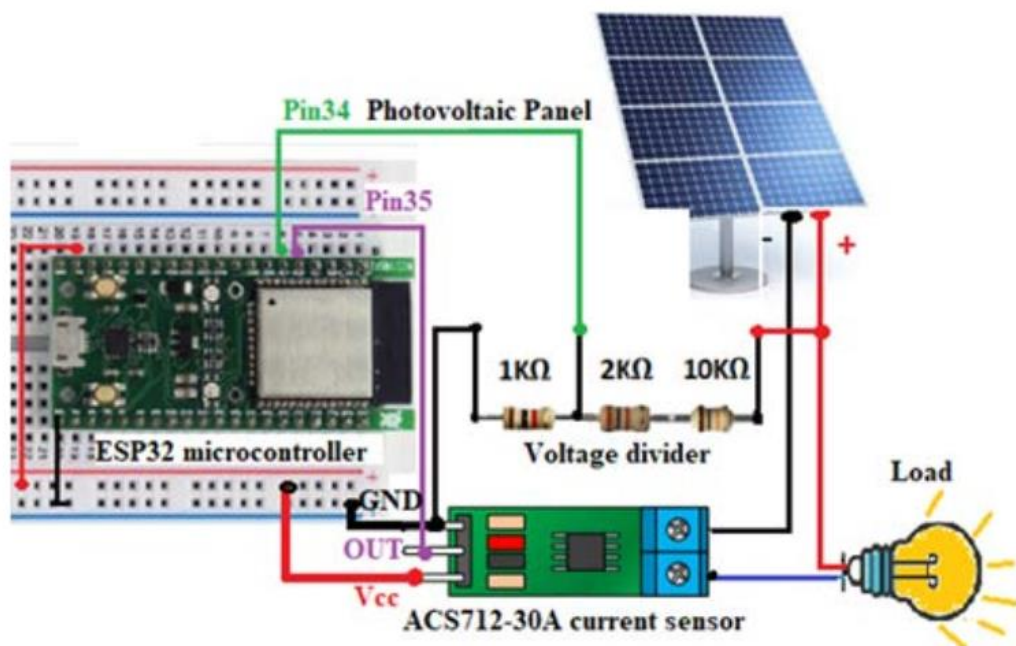 Pin34 Photovoltaic Panel
Pin35
-
+
1KΩ 2KΩ 10KΩ
ESP32 microcontroller
Voltage divider
GND
Load
OUT
Vcc
ACS712-30A current sensor